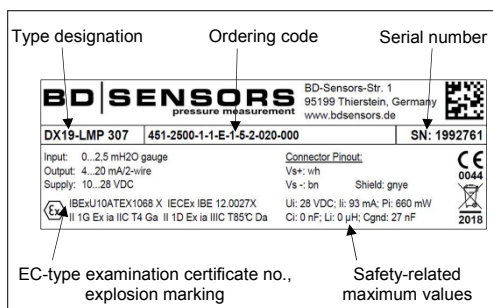 Type designation
Ordering code
Serial number
BD|SENSORS
pressure measurement
BD-Sensors-Str. 1
95199 Thierstein, Germany
www.bdsensors.de
DX19-LMP 307
451-2500-1-1-E-1-5-2-020-000
SN: 1992761
Input: 0...2,5 mH2O gauge
Output: 4...20 mA/2-wire
Supply: 10...28 VDC
Connector Pinout:
Vs+: wh
Vs -: bn Shield: gnye
CE
0044
Ex
IBExU10ATEX1068 X IECEx IBE 12.0027X
II 1G Ex ia IIC T4 Ga II 1D Ex ia IIIC T85°C Da
Ui: 28 VDC; Ii: 93 mA; Pi: 660 mW
Ci: 0 nF; Li: 0 µH; Cgnd: 27 nF
2018
EC-type examination certificate no.,
explosion marking
Safety-related
maximum values